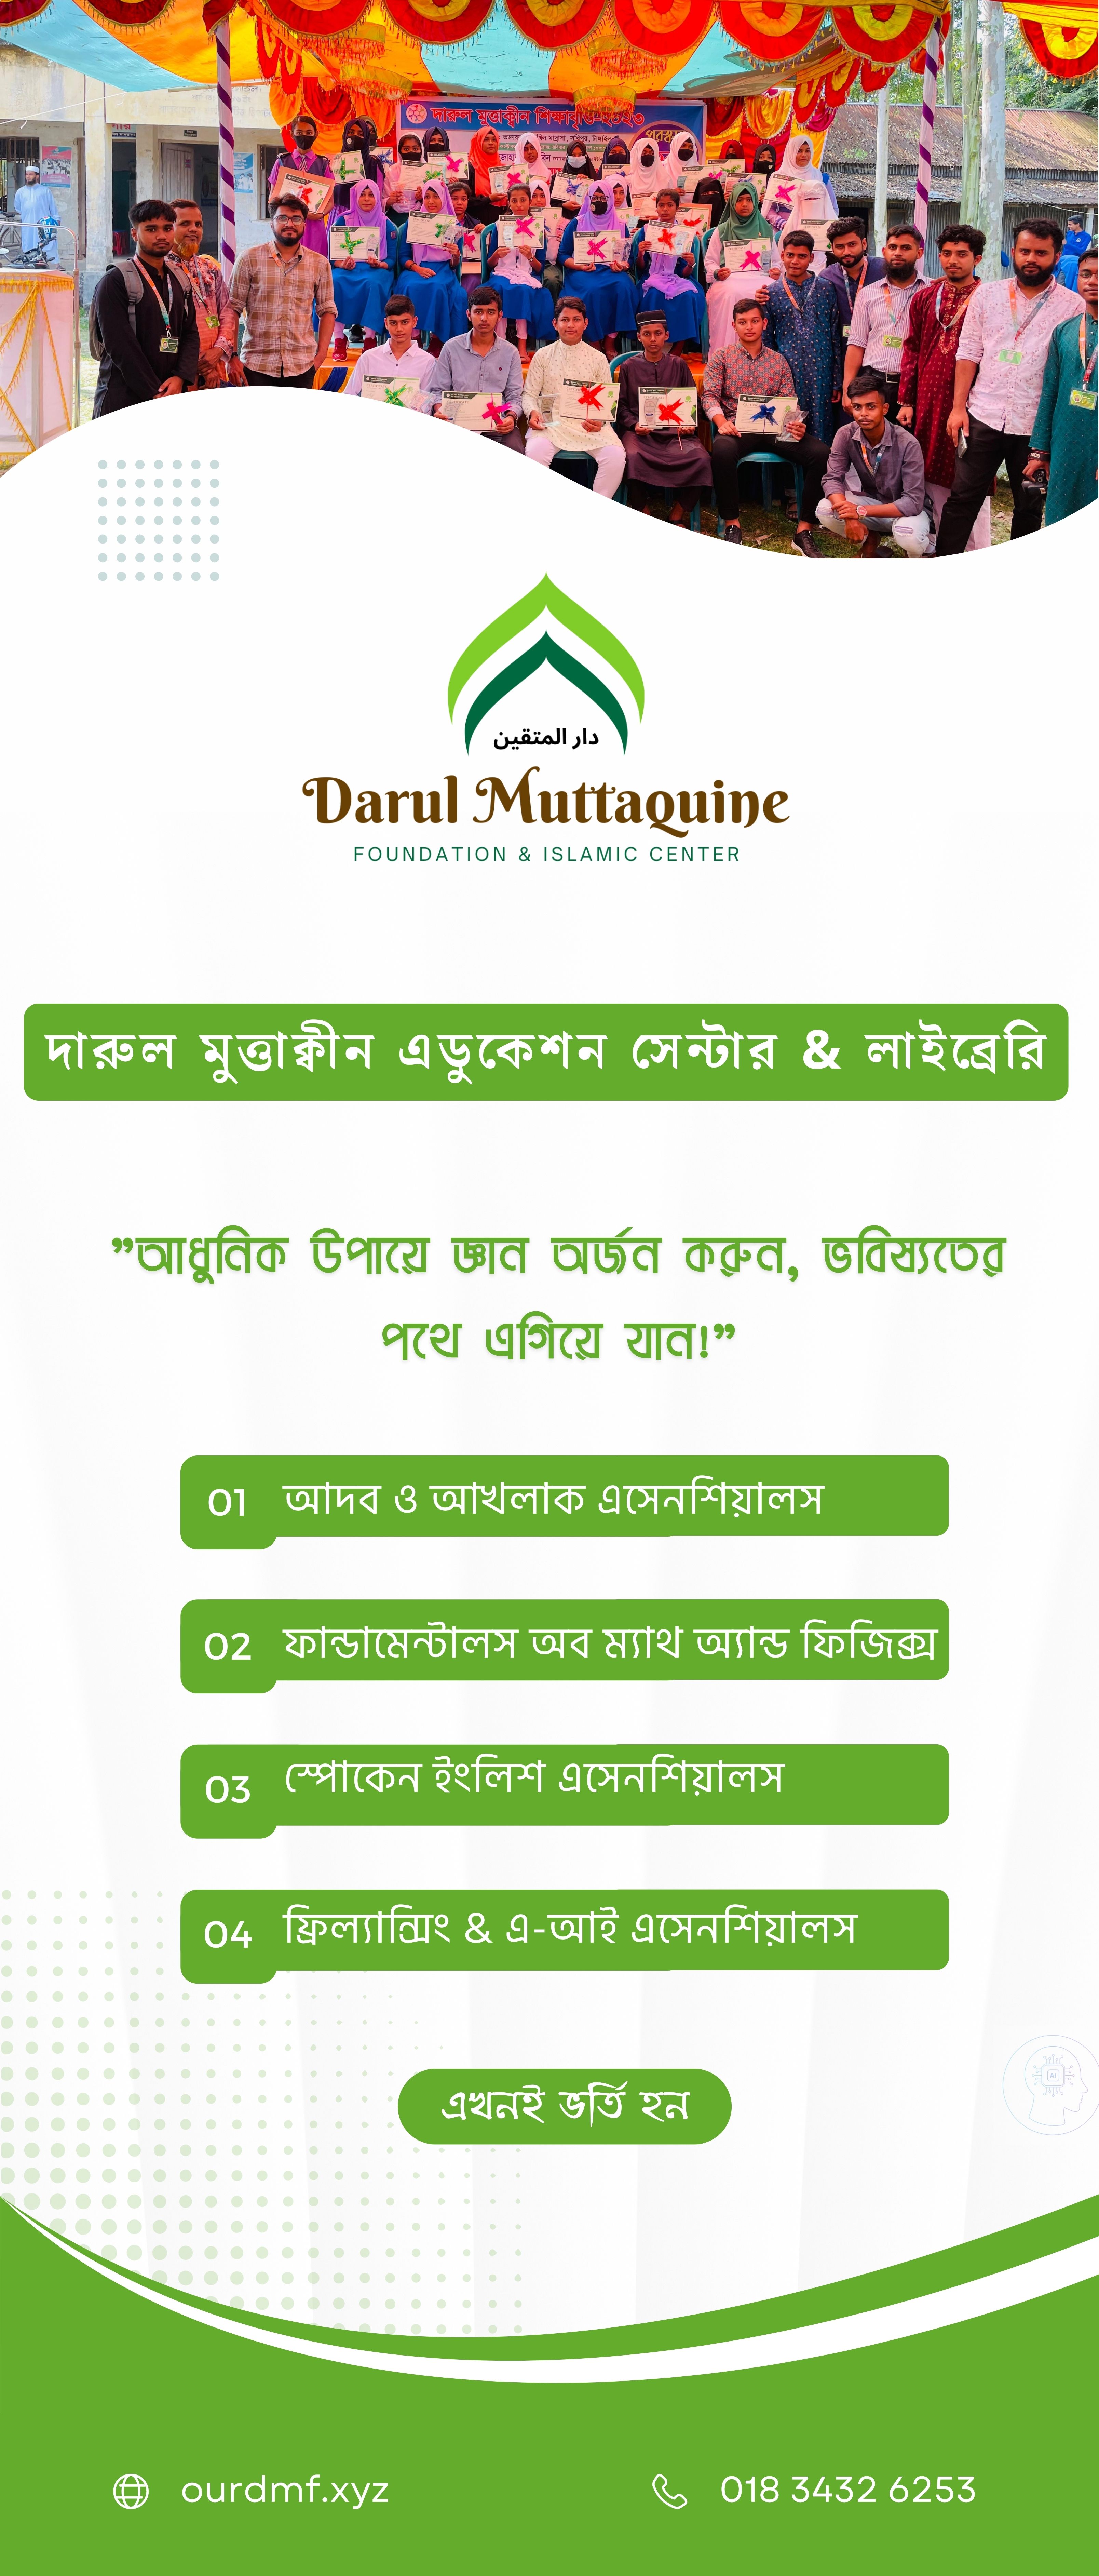 দারুল মুত্তাক্বীন শিক্ষাবৃত্তি-২০২৩
دار المتقين
Darul Muttaquine
FOUNDATION & ISLAMIC CENTER
দারুল মুত্তাক্বীন এডুকেশন সেন্টার & লাইব্রেরি
”আধুনিক উপায়ে জ্ঞান অর্জন করুন, ভবিষ্যতের
পথে এগিয়ে যান!”
01 আদব ও আখলাক এসেনশিয়ালস
02 ফান্ডামেন্টালস অব ম্যাথ অ্যান্ড ফিজিক্স
03 স্পোকেন ইংলিশ এসেনশিয়ালস
04 ফ্রিল্যান্সিং & এ-আই এসেনশিয়ালস
AI
এখনই ভর্তি হন
ourdmf.xyz
018 3432 6253